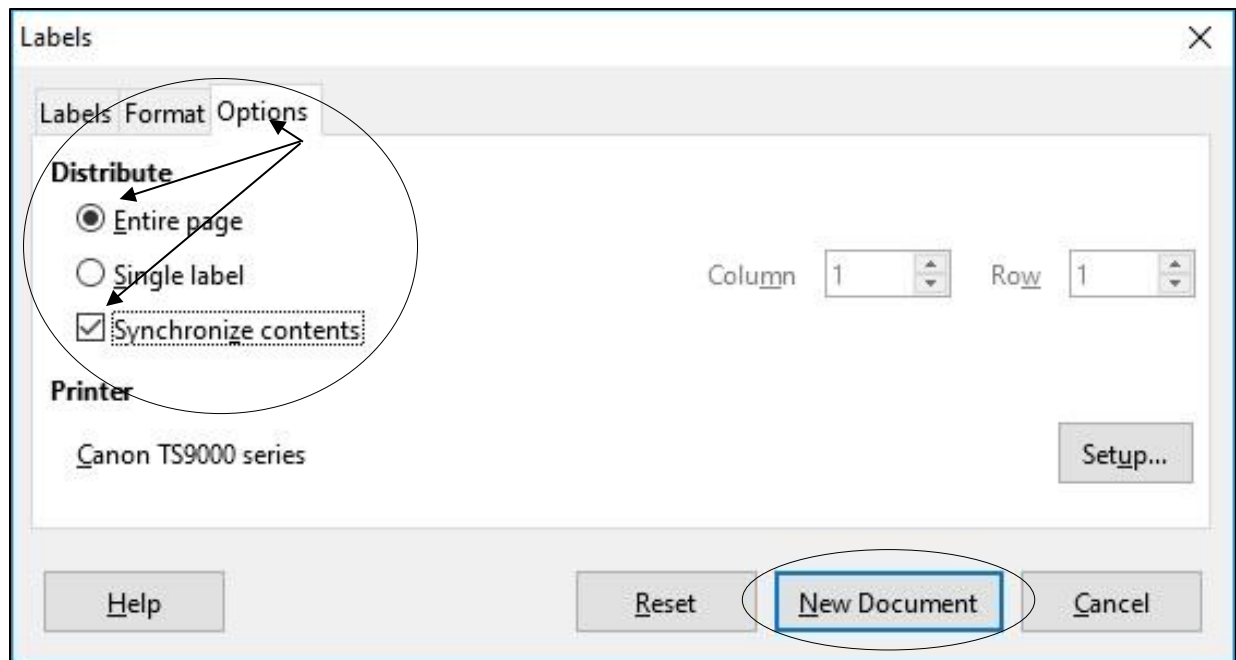 Labels
Labels Format Options
Distribute
Entire page
Single label Column 1 Row 1
Synchronize contents
Printer
Canon TS9000 series Setup...
Help Reset New Document Cancel